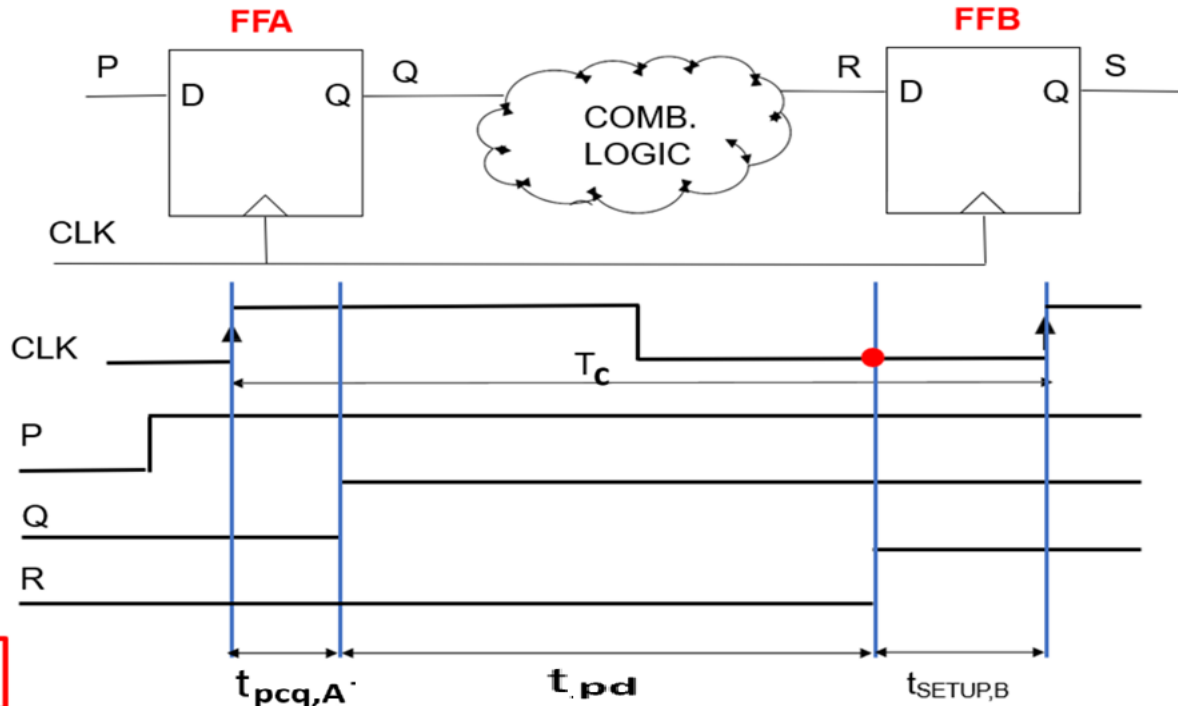 FFA
FFB
P
D
Q
Q
COMB.
LOGIC
R
D
Q
S
CLK
CLK
Tc
P
Q
R
tpcq,A
tpd
tSETUP,B